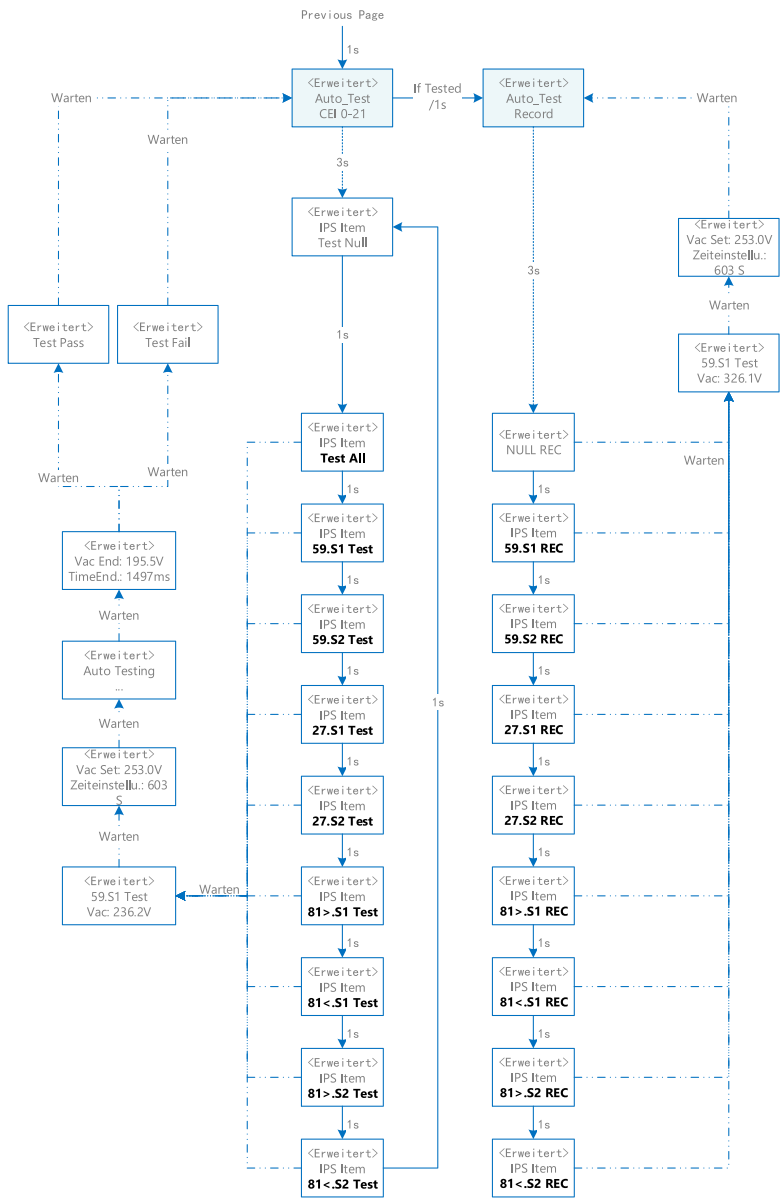 Previous Page
1s
<Erweitert>
Auto_Test
CEI 0-21
If Tested
/1s
<Erweitert>
Auto_Test
Record
Warten
Warten
Warten
3s
<Erweitert>
IPS Item
Test Null
<Erweitert>
Vac Set: 253.0V
Zeiteinstellu.:
603 S
3s
Warten
<Erweitert>
Test Pass
<Erweitert>
Test Fail
1s
<Erweitert>
59.S1 Test
Vac: 326.1V
Warten
<Erweitert>
IPS Item
Test All
<Erweitert>
NULL REC
Warten
Warten
1s
1s
<Erweitert>
Vac End: 195.5V
TimeEnd.: 1497ms
<Erweitert>
IPS Item
59.S1 Test
<Erweitert>
IPS Item
59.S1 REC
1s
1s
Warten
<Erweitert>
IPS Item
59.S2 Test
<Erweitert>
IPS Item
59.S2 REC
<Erweitert>
Auto Testing
...
1s
1s
Warten
<Erweitert>
IPS Item
27.S1 Test
1s
<Erweitert>
IPS Item
27.S1 REC
<Erweitert>
Vac Set: 253.0V
Zeiteinstellu.: 603
S
1s
1s
Warten
<Erweitert>
IPS Item
27.S2 Test
<Erweitert>
IPS Item
27.S2 REC
1s
1s
<Erweitert>
59.S1 Test
Vac: 236.2V
Warten
<Erweitert>
IPS Item
81>.S1 Test
<Erweitert>
IPS Item
81>.S1 REC
1s
1s
<Erweitert>
IPS Item
81<.S1 Test
<Erweitert>
IPS Item
81<.S1 REC
1s
1s
<Erweitert>
IPS Item
81>.S2 Test
<Erweitert>
IPS Item
81>.S2 REC
1s
1s
<Erweitert>
IPS Item
81<.S2 Test
<Erweitert>
IPS Item
81<.S2 REC